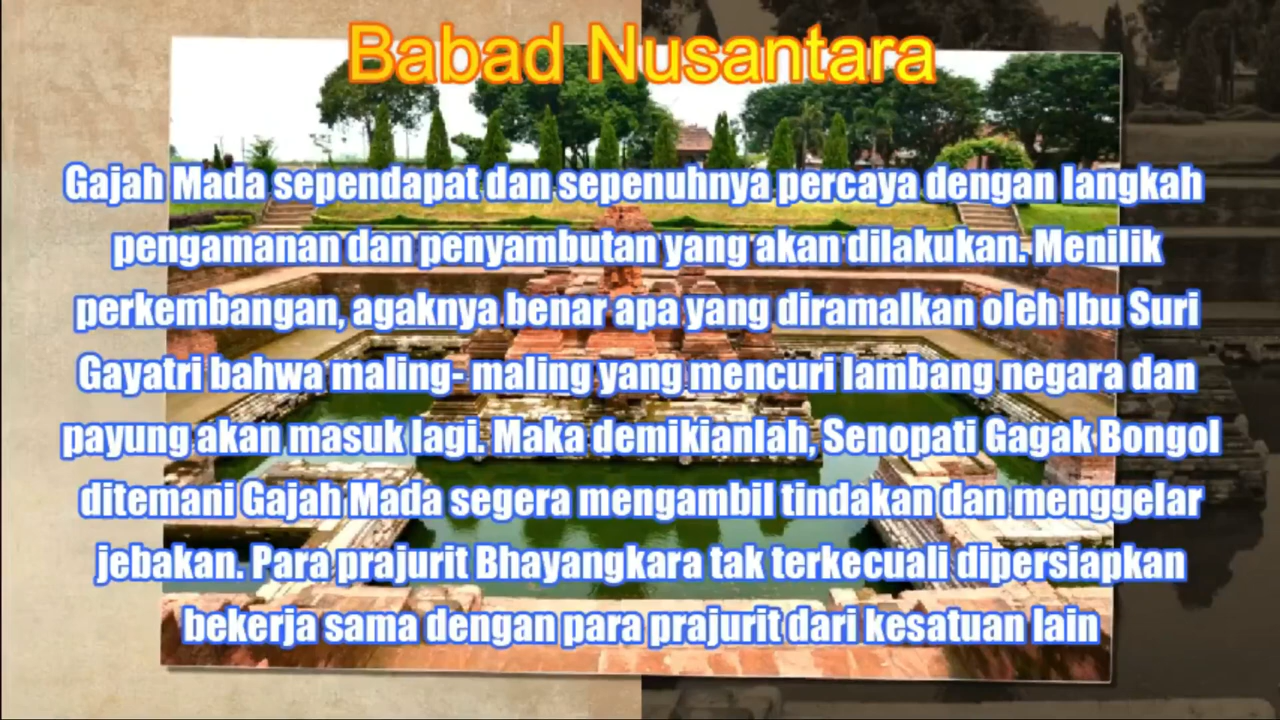 Babad Nusantara
Gajah Mada sependapat dan sepenuhnya percaya dengan langkah
pengamanan dan penyambutan yang akan dilakukan. Menilik
perkembangan, agaknya benar apa yang diramalkan oleh Ibu Suri
Gayatri bahwa maling- maling yang mencuri lambang negara dan
payung akan masuk lagi. Maka demikianlah, Senopati Gagak Bongol
ditemani Gajah Mada segera mengambil tindakan dan menggelar
jebakan. Para prajurit Bhayangkara tak terkecuali dipersiapkan
bekerja sama dengan para prajurit dari kesatuan lain